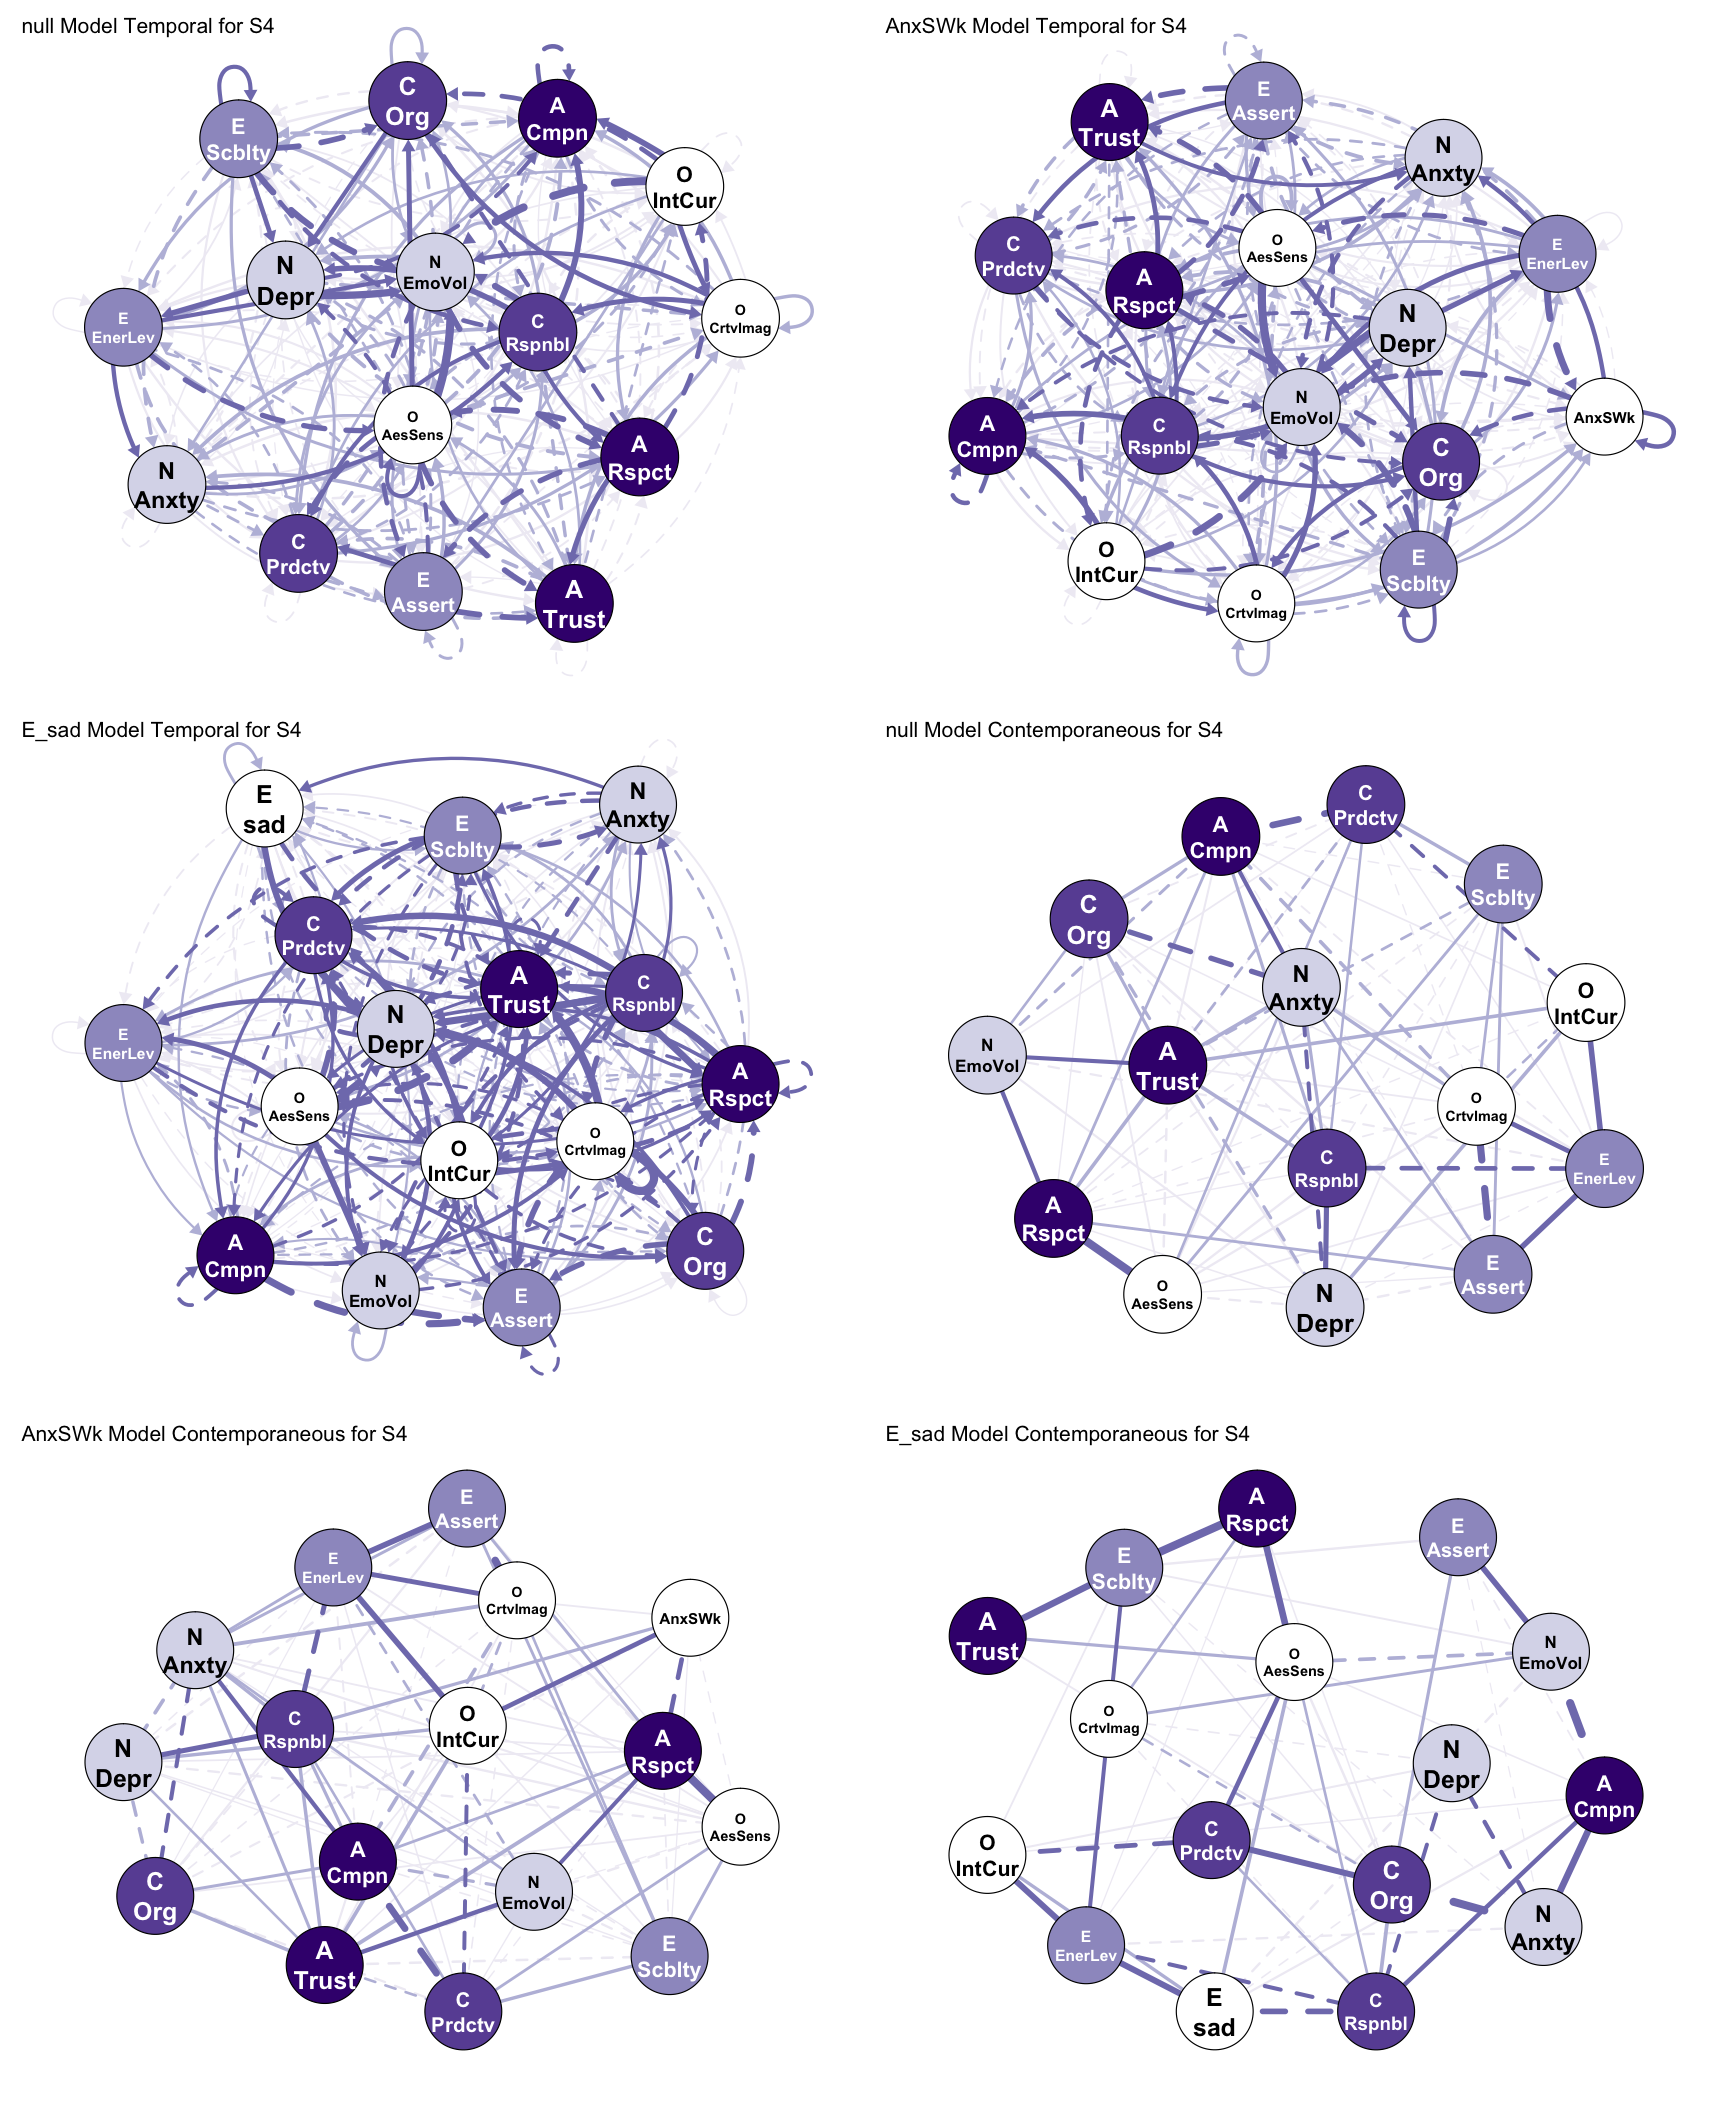 null Model Temporal for S4
C
Org
A
Cmpn
E
Scblty
O
IntCur
N
Depr
N
EmoVol
E
EnerLev
C
Rspnbl
O
CrtvImag
O
AesSens
A
Rspct
N
Anxty
C
Prdctv
E
Assert
A
Trust
AnxSWk Model Temporal for S4
E
Assert
A
Trust
N
Anxty
C
Prdctv
O
AesSens
E
EnerLev
A
Rspct
N
Depr
N
EmoVol
AnxSWk
A
Cmpn
C
Rspnbl
C
Org
O
IntCur
E
Scblty
O
CrtvImag
E_sad Model Temporal for S4
E
sad
N
Anxty
E
Scblty
C
Prdctv
A
Trust
C
Rspnbl
E
EnerLev
N
Depr
A
Rspct
O
AesSens
O
IntCur
O
CrtvImag
A
Cmpn
N
EmoVol
E
Assert
C
Org
null Model Contemporaneous for S4
C
Prdctv
A
Cmpn
E
Scblty
C
Org
N
Anxty
O
IntCur
N
EmoVol
A
Trust
O
CrtvImag
C
Rspnbl
E
EnerLev
A
Rspct
O
AesSens
N
Depr
E
Assert
AnxSWk Model Contemporaneous for S4
E
Assert
E
EnerLev
O
CrtvImag
AnxSWk
N
Anxty
C
Rspnbl
O
IntCur
N
Depr
A
Rspct
O
AesSens
A
Cmpn
C
Org
N
EmoVol
A
Trust
E
Scblty
C
Prdctv
E_sad Model Contemporaneous for S4
A
Rspct
E
Scblty
E
Assert
A
Trust
O
AesSens
N
EmoVol
O
CrtvImag
N
Depr
A
Cmpn
O
IntCur
C
Prdctv
C
Org
E
EnerLev
N
Anxty
E
sad
C
Rspnbl